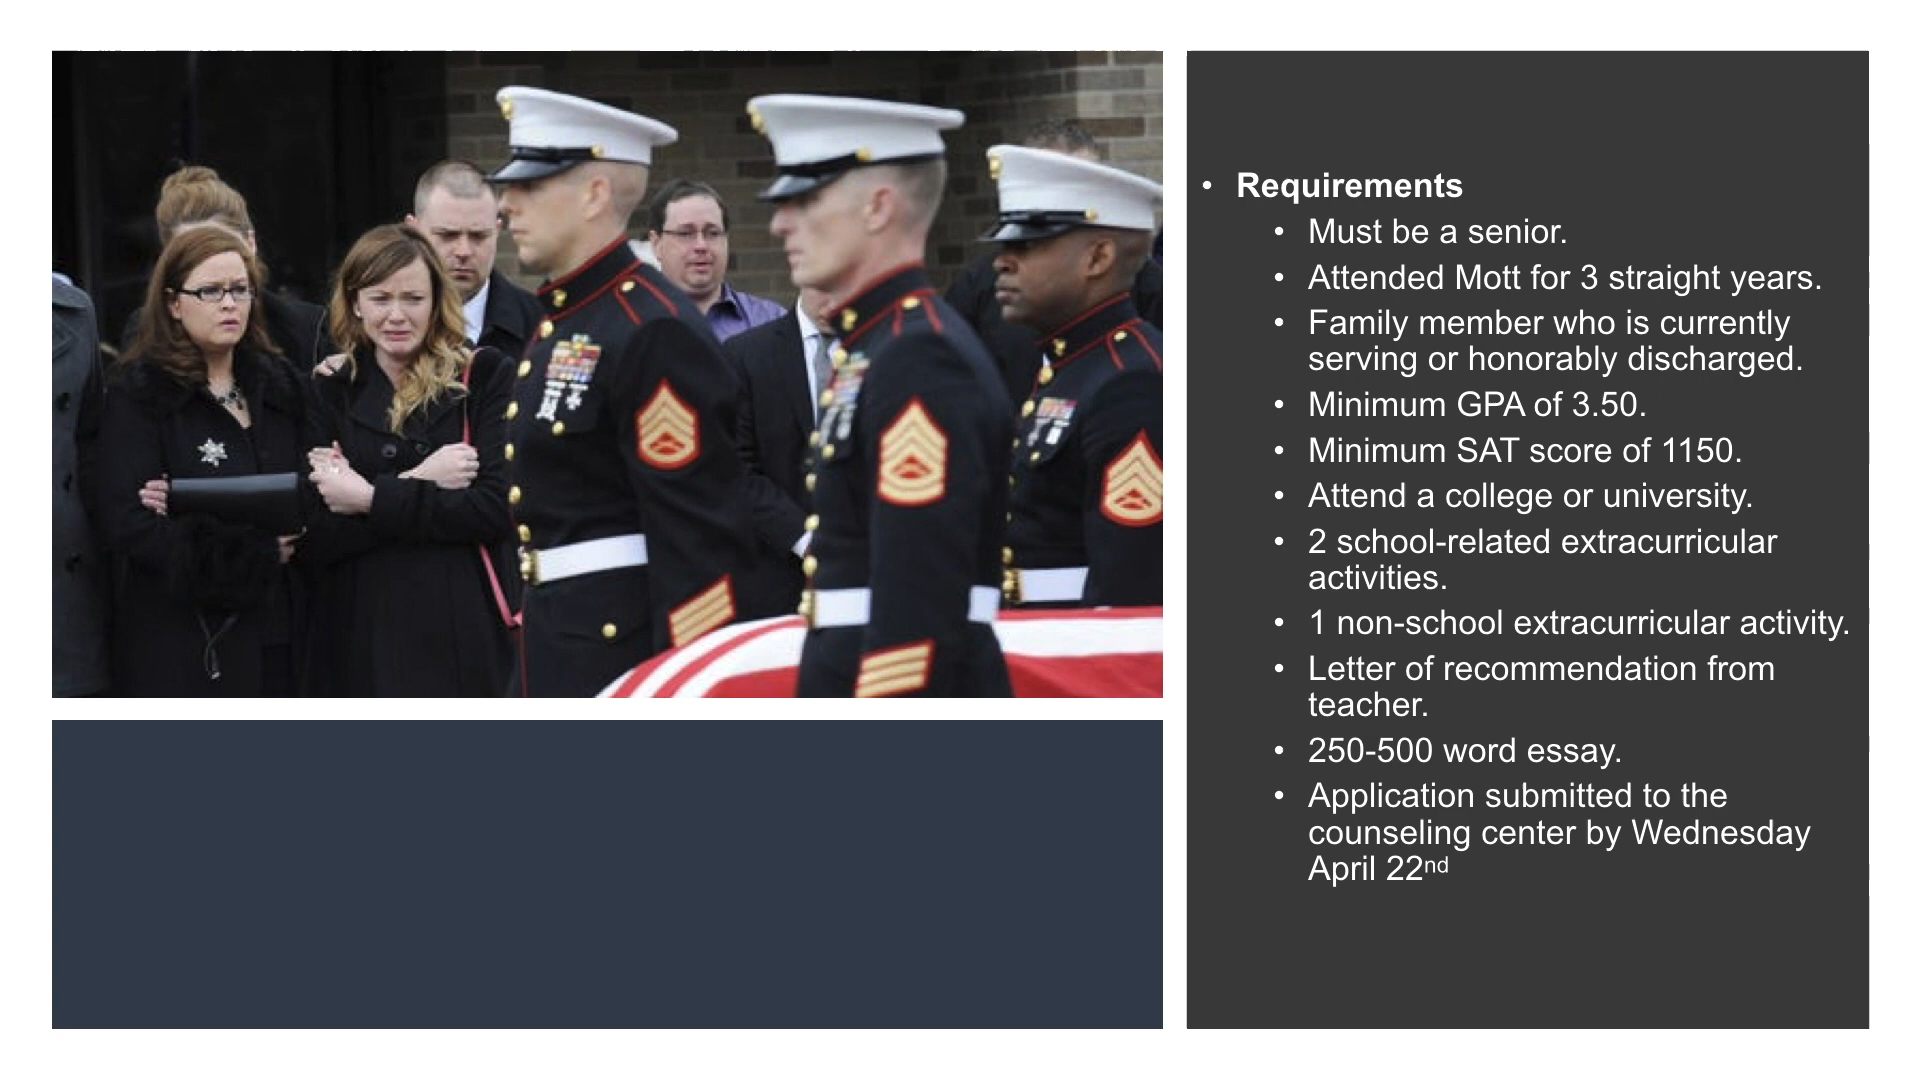 • Requirements
• Must be a senior.
• Attended Mott for 3 straight years.
• Family member who is currently
serving or honorably discharged.
• Minimum GPA of 3.50.
• Minimum SAT score of 1150.
• Attend a college or university.
• 2 school-related extracurricular
activities.
• 1 non-school extracurricular activity.
• Letter of recommendation from
teacher.
• 250-500 word essay.
• Application submitted to the
counseling center by Wednesday
April 22nd